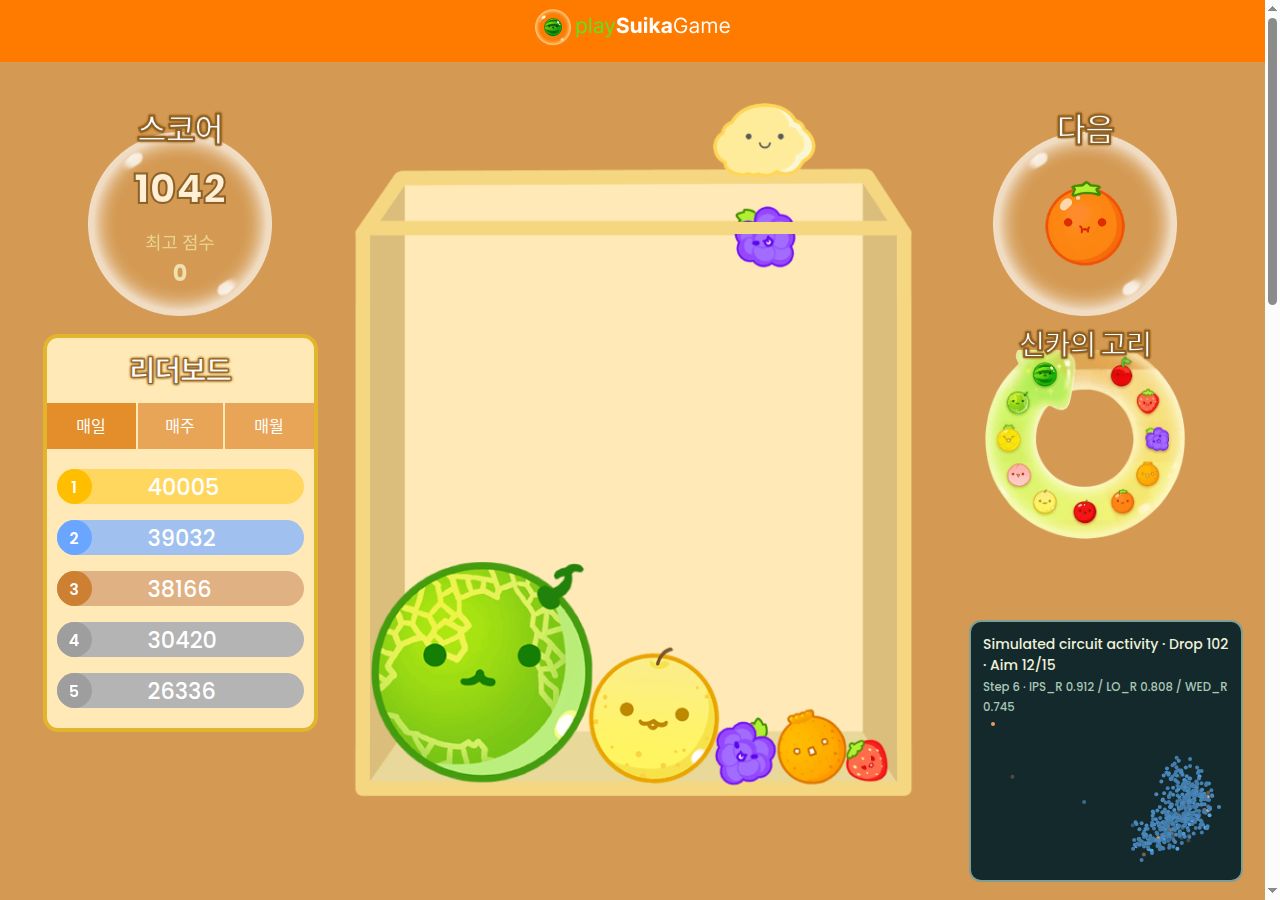 playSuikaGame
스코어
1042
최고 점수
0
다음
신카의 고리
리더보드
매일
매주
매월
1 40005
2 39032
3 38166
4 30420
5 26336
Simulated circuit activity · Drop 102
· Aim 12/15
Step 6 · IPS_R 0.912 / LO_R 0.808 / WED_R
0.745